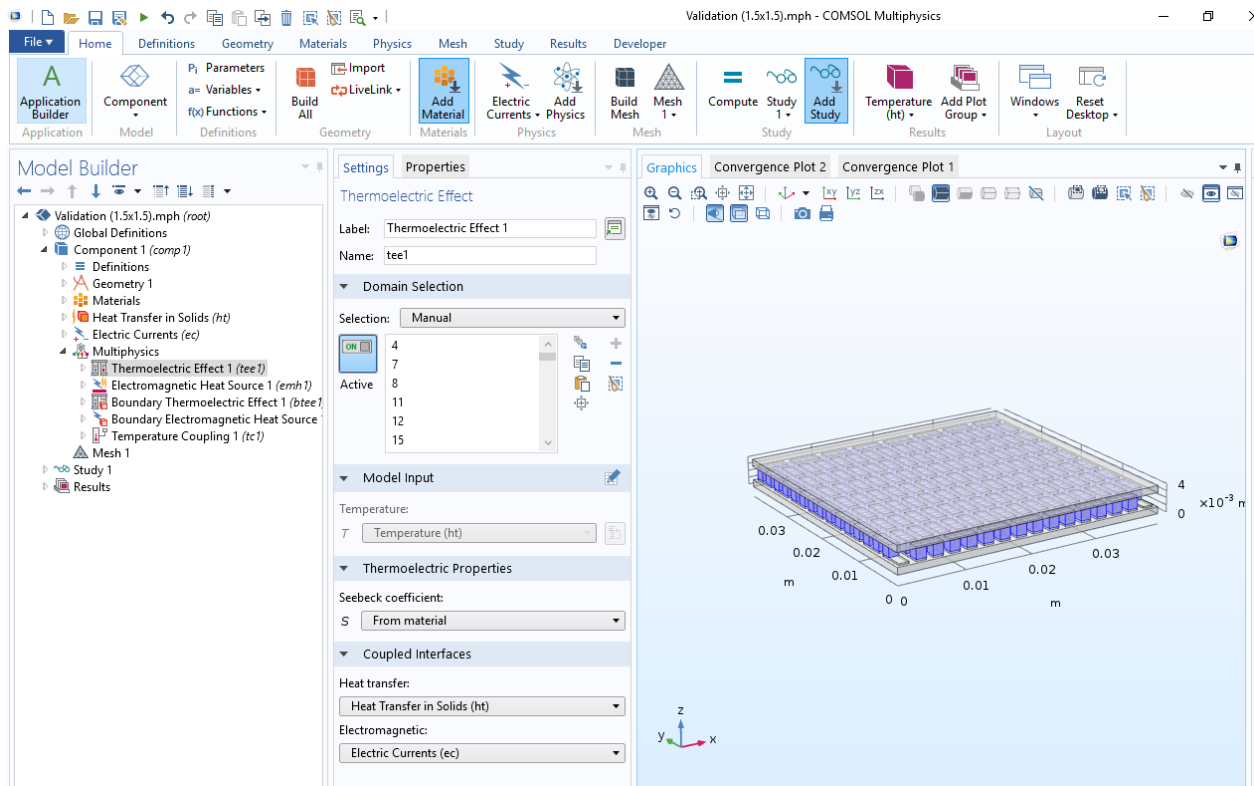 Validation (1.5x1.5).mph - COMSOL Multiphysics
File Home Definitions Geometry Materials Physics Mesh Study Results Developer
Application Builder
Component
Pi Parameters
a= Variables
f(x) Functions
Build All
Import
LiveLink
Add Material
Electric Currents
Add Physics
Build Mesh
Mesh 1
Compute
Study 1
Add Study
Temperature (ht)
Add Plot Group
Windows
Reset Desktop
Application Model Definitions Geometry Materials Physics Mesh Study Results Layout
Model Builder
Validation (1.5x1.5).mph (root)
Global Definitions
Component 1 (comp1)
Definitions
Geometry 1
Materials
Heat Transfer in Solids (ht)
Electric Currents (ec)
Multiphysics
Thermoelectric Effect 1 (tee1)
Electromagnetic Heat Source 1 (emh1)
Boundary Thermoelectric Effect 1 (btee1
Boundary Electromagnetic Heat Source
Temperature Coupling 1 (tc1)
Mesh 1
Study 1
Results
Settings Properties
Thermoelectric Effect
Label: Thermoelectric Effect 1
Name: tee1
Domain Selection
Selection: Manual
ON
Active
4
7
8
11
12
15
Model Input
Temperature:
T Temperature (ht)
Thermoelectric Properties
Seebeck coefficient:
S From material
Coupled Interfaces
Heat transfer:
Heat Transfer in Solids (ht)
Electromagnetic:
Electric Currents (ec)
Graphics Convergence Plot 2 Convergence Plot 1
xy yz zx
4
×10⁻³ m
0
0.03
0.02
0.01
m
0 0
0.01
0.02
0.03
m
z
y x